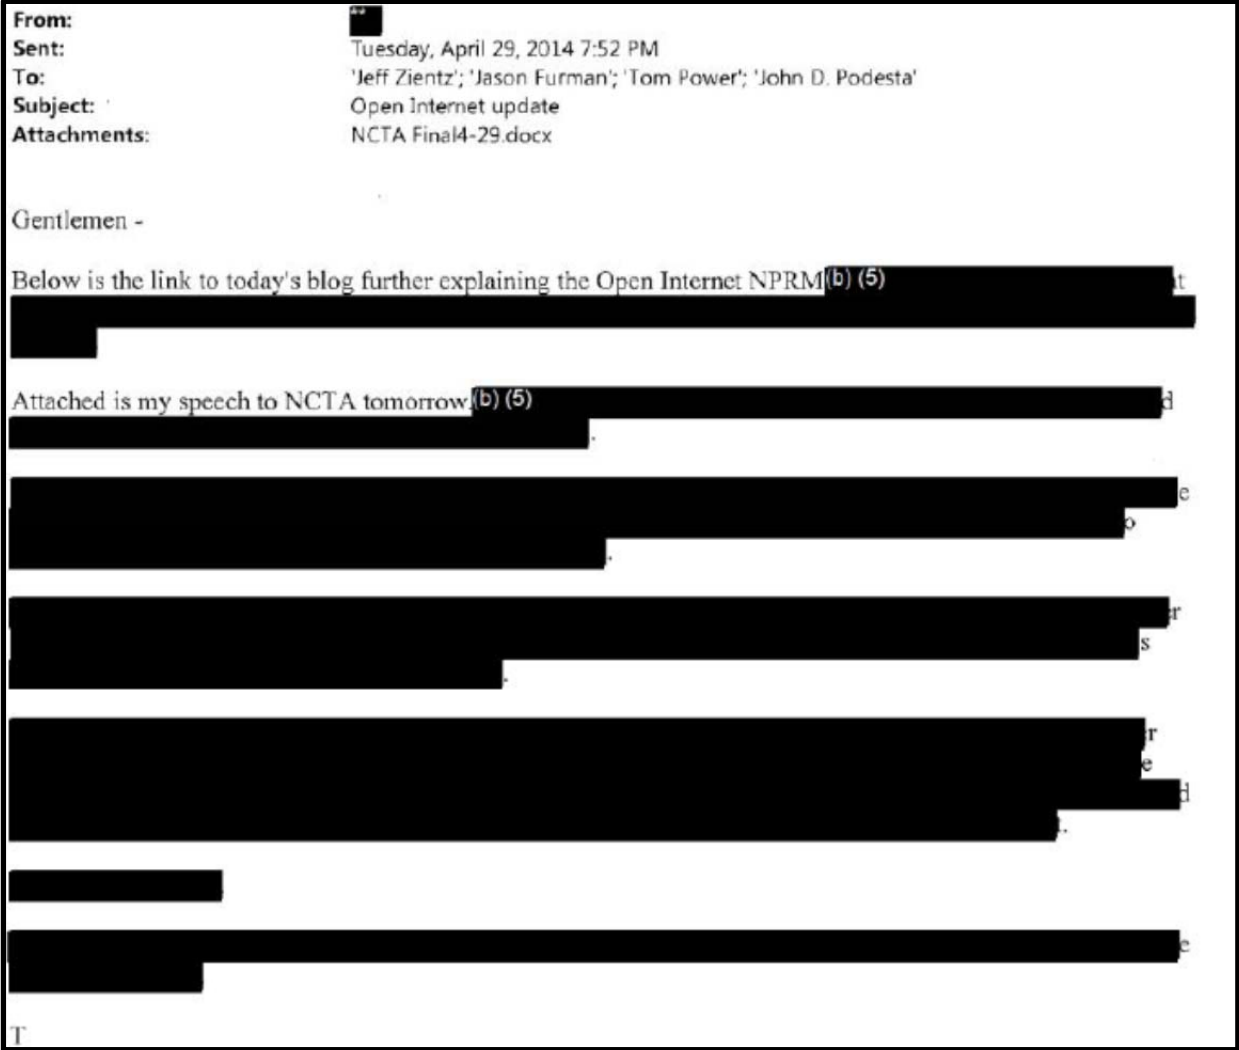 From:
Sent: Tuesday, April 29, 2014 7:52 PM
To: 'Jeff Zientz'; 'Jason Furman'; 'Tom Power'; 'John D. Podesta'
Subject: Open Internet update
Attachments: NCTA Final4-29.docx
Gentlemen -
Below is the link to today's blog further explaining the Open Internet NPRM(b) (5) t
Attached is my speech to NCTA tomorrow.(b) (5) d
.
e
o
.
r
s
.
r
e
d
.
e
T